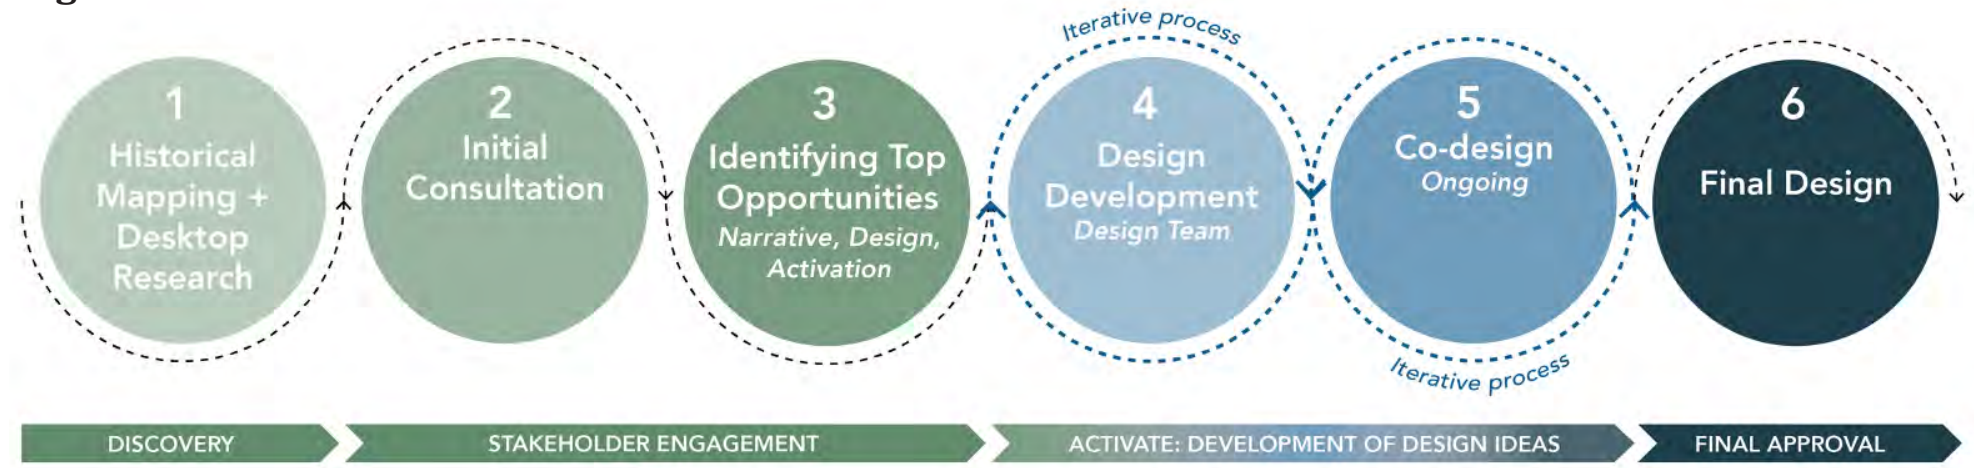 Iterative process
1
Historical
Mapping +
Desktop
Research
2
Initial
Consultation
3
Identifying Top
Opportunities
Narrative, Design,
Activation
4
Design
Development
Design Team
5
Co-design
Ongoing
6
Final Design
Iterative process
DISCOVERY
STAKEHOLDER ENGAGEMENT
ACTIVATE: DEVELOPMENT OF DESIGN IDEAS
FINAL APPROVAL